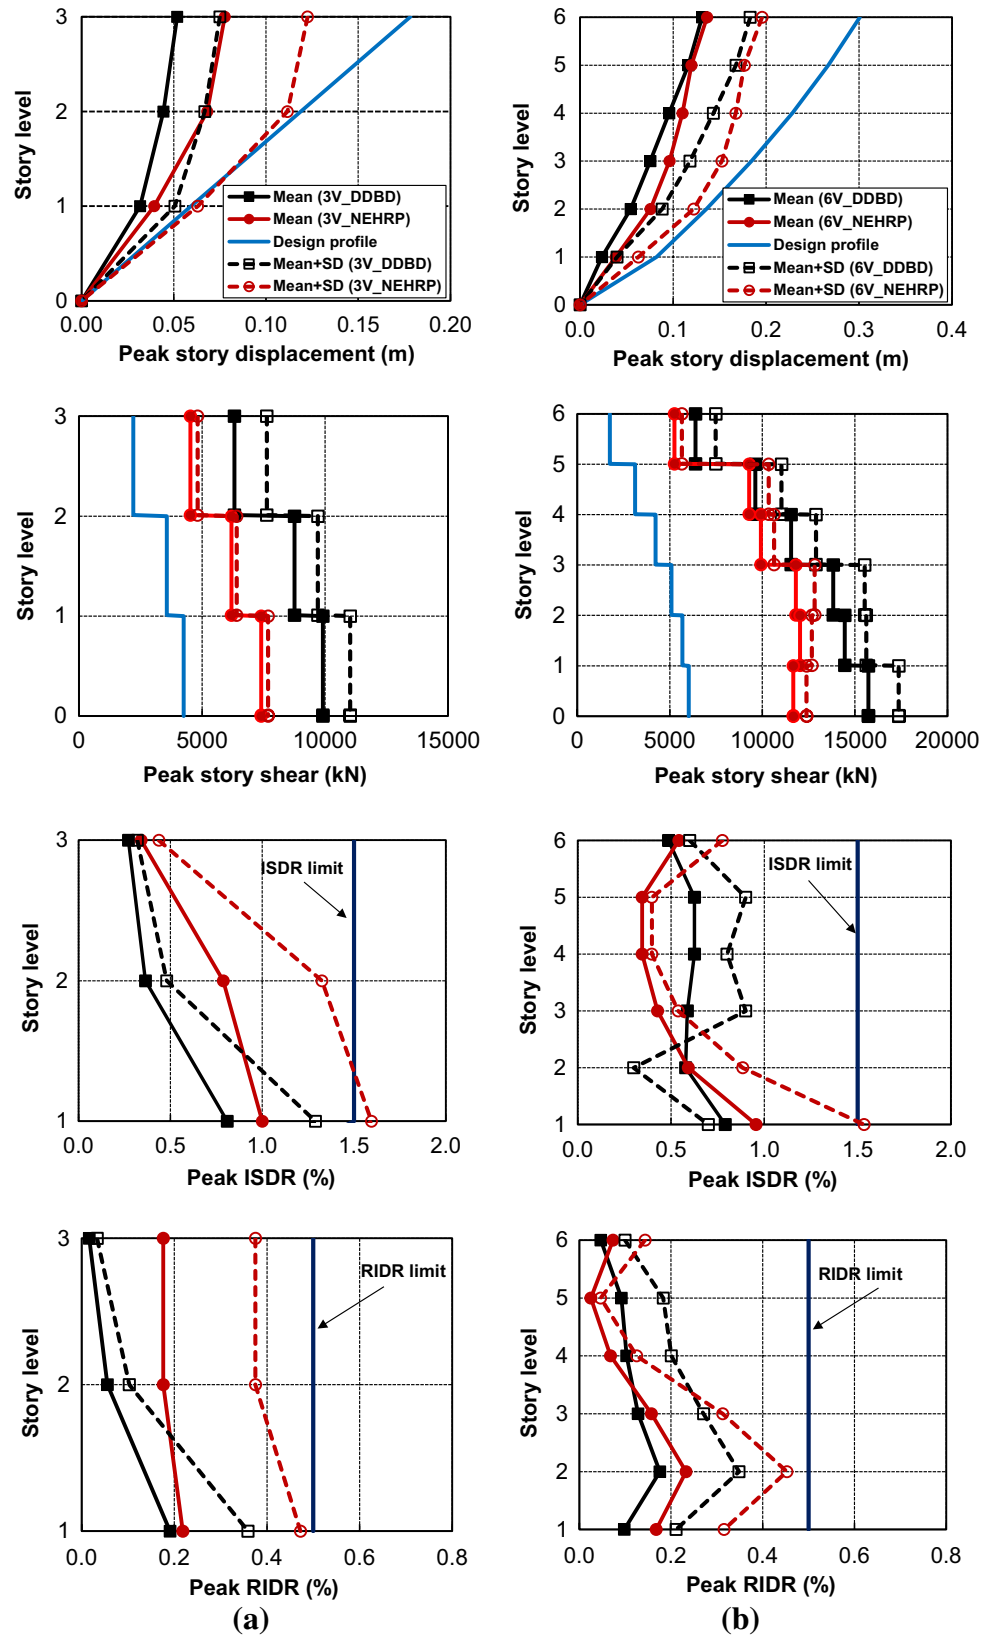 3
2
1
0
Story level
0.00
0.05
0.10
0.15
0.20
Peak story displacement (m)
Mean (3V_DDBD)
Mean (3V_NEHRP)
Design profile
Mean+SD (3V_DDBD)
Mean+SD (3V_NEHRP)
6
5
4
3
2
1
0
Story level
0.0
0.1
0.2
0.3
0.4
Peak story displacement (m)
Mean (6V_DDBD)
Mean (6V_NEHRP)
Design profile
Mean+SD (6V_DDBD)
Mean+SD (6V_NEHRP)
3
2
1
0
Story level
0
5000
10000
15000
Peak story shear (kN)
6
5
4
3
2
1
0
Story level
0
5000
10000
15000
20000
Peak story shear (kN)
3
2
1
Story level
ISDR limit
0.0
0.5
1.0
1.5
2.0
Peak ISDR (%)
6
5
4
3
2
1
Story level
ISDR limit
0.0
0.5
1.0
1.5
2.0
Peak ISDR (%)
3
2
1
Story level
RIDR limit
0.0
0.2
0.4
0.6
0.8
Peak RIDR (%)
(a)
6
5
4
3
2
1
Story level
RIDR limit
0.0
0.2
0.4
0.6
0.8
Peak RIDR (%)
(b)